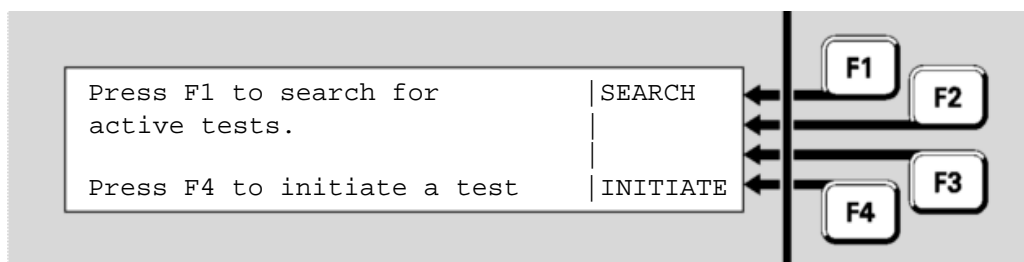 Press F1 to search for |SEARCH
active tests. |
|
Press F4 to initiate a test |INITIATE
F1
F2
F3
F4